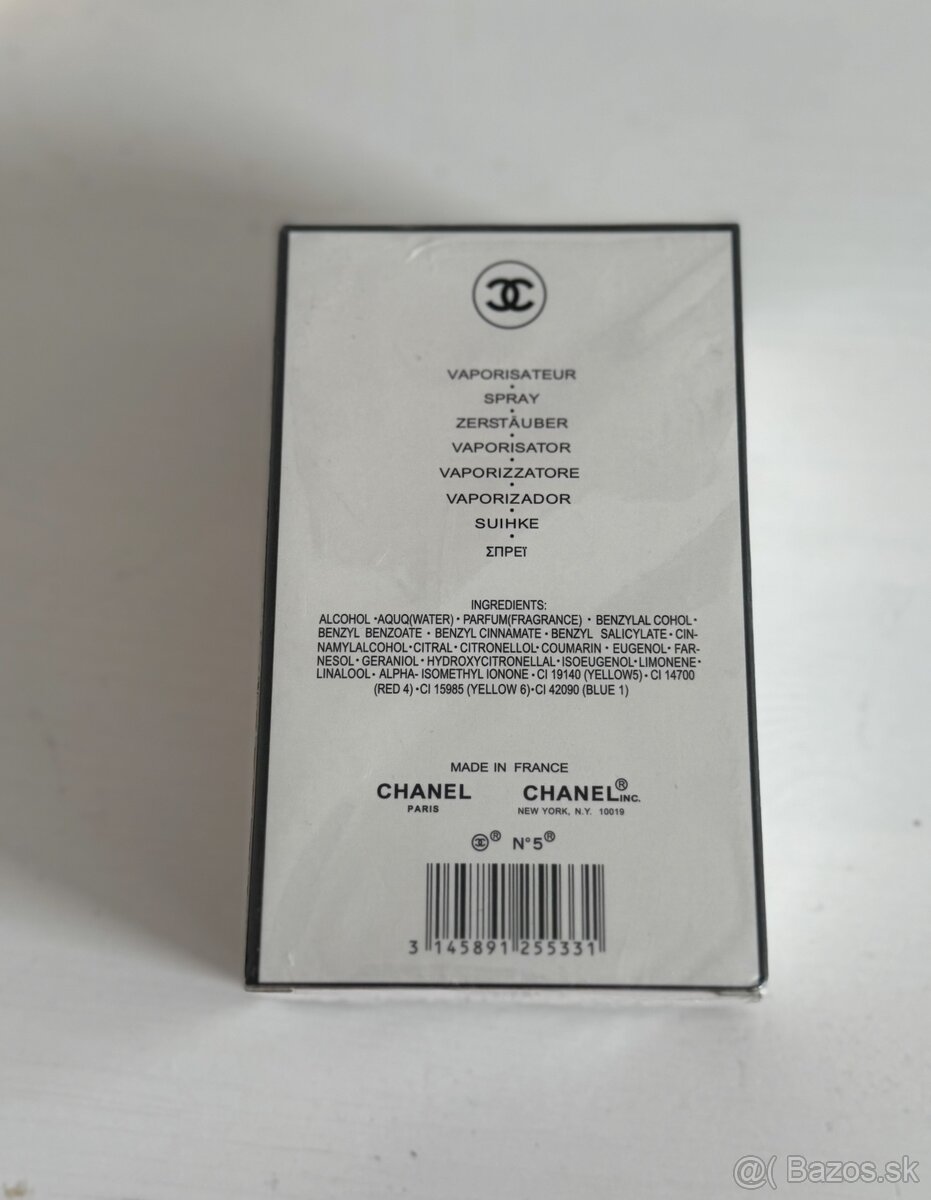 VAPORISATEUR
SPRAY
ZERSTÄUBER
VAPORISATOR
VAPORIZZATORE
VAPORIZADOR
SUIHKE
ΣΠΡΕΪ
INGREDIENTS:
ALCOHOL •AQUQ(WATER) • PARFUM(FRAGRANCE) • BENZYLAL COHOL•
BENZYL BENZOATE • BENZYL CINNAMATE • BENZYL SALICYLATE • CIN-
NAMYLALCOHOL•CITRAL•CITRONELLOL•COUMARIN • EUGENOL• FAR-
NESOL • GERANIOL • HYDROXYCITRONELLAL •ISOEUGENOL•LIMONENE•
LINALOOL • ALPHA- ISOMETHYL IONONE • CI 19140 (YELLOW5) • CI 14700
(RED 4) •CI 15985 (YELLOW 6)•CI 42090 (BLUE 1)
MADE IN FRANCE
CHANEL
PARIS
CHANEL® INC.
NEW YORK, N.Y. 10019
® N°5®
3 145891 255331
@( Bazos.sk